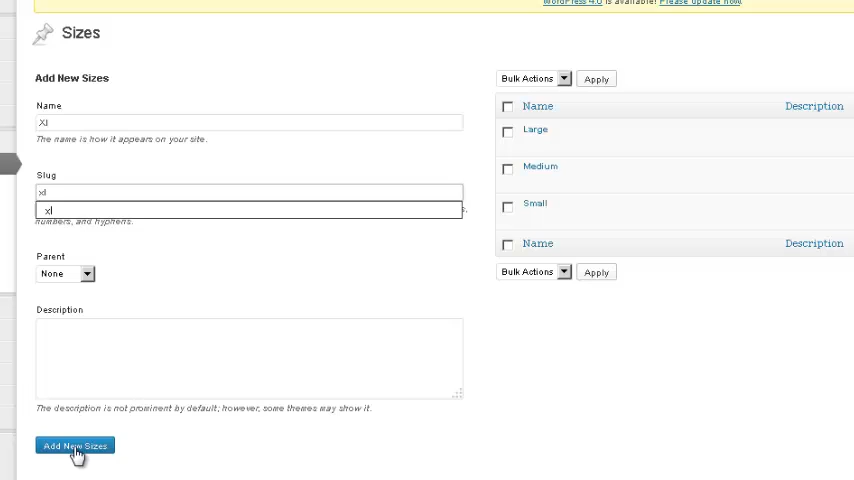 WordPress 4.0 is available! Please update now.
Sizes
Add New Sizes
Bulk Actions Apply
Name Description
Name
Xl
The name is how it appears on your site.
Large
Medium
Slug
xl
xl
numbers, and hyphens.
Small
Name Description
Parent
None
Bulk Actions Apply
Description
The description is not prominent by default; however, some themes may show it.
Add New Sizes